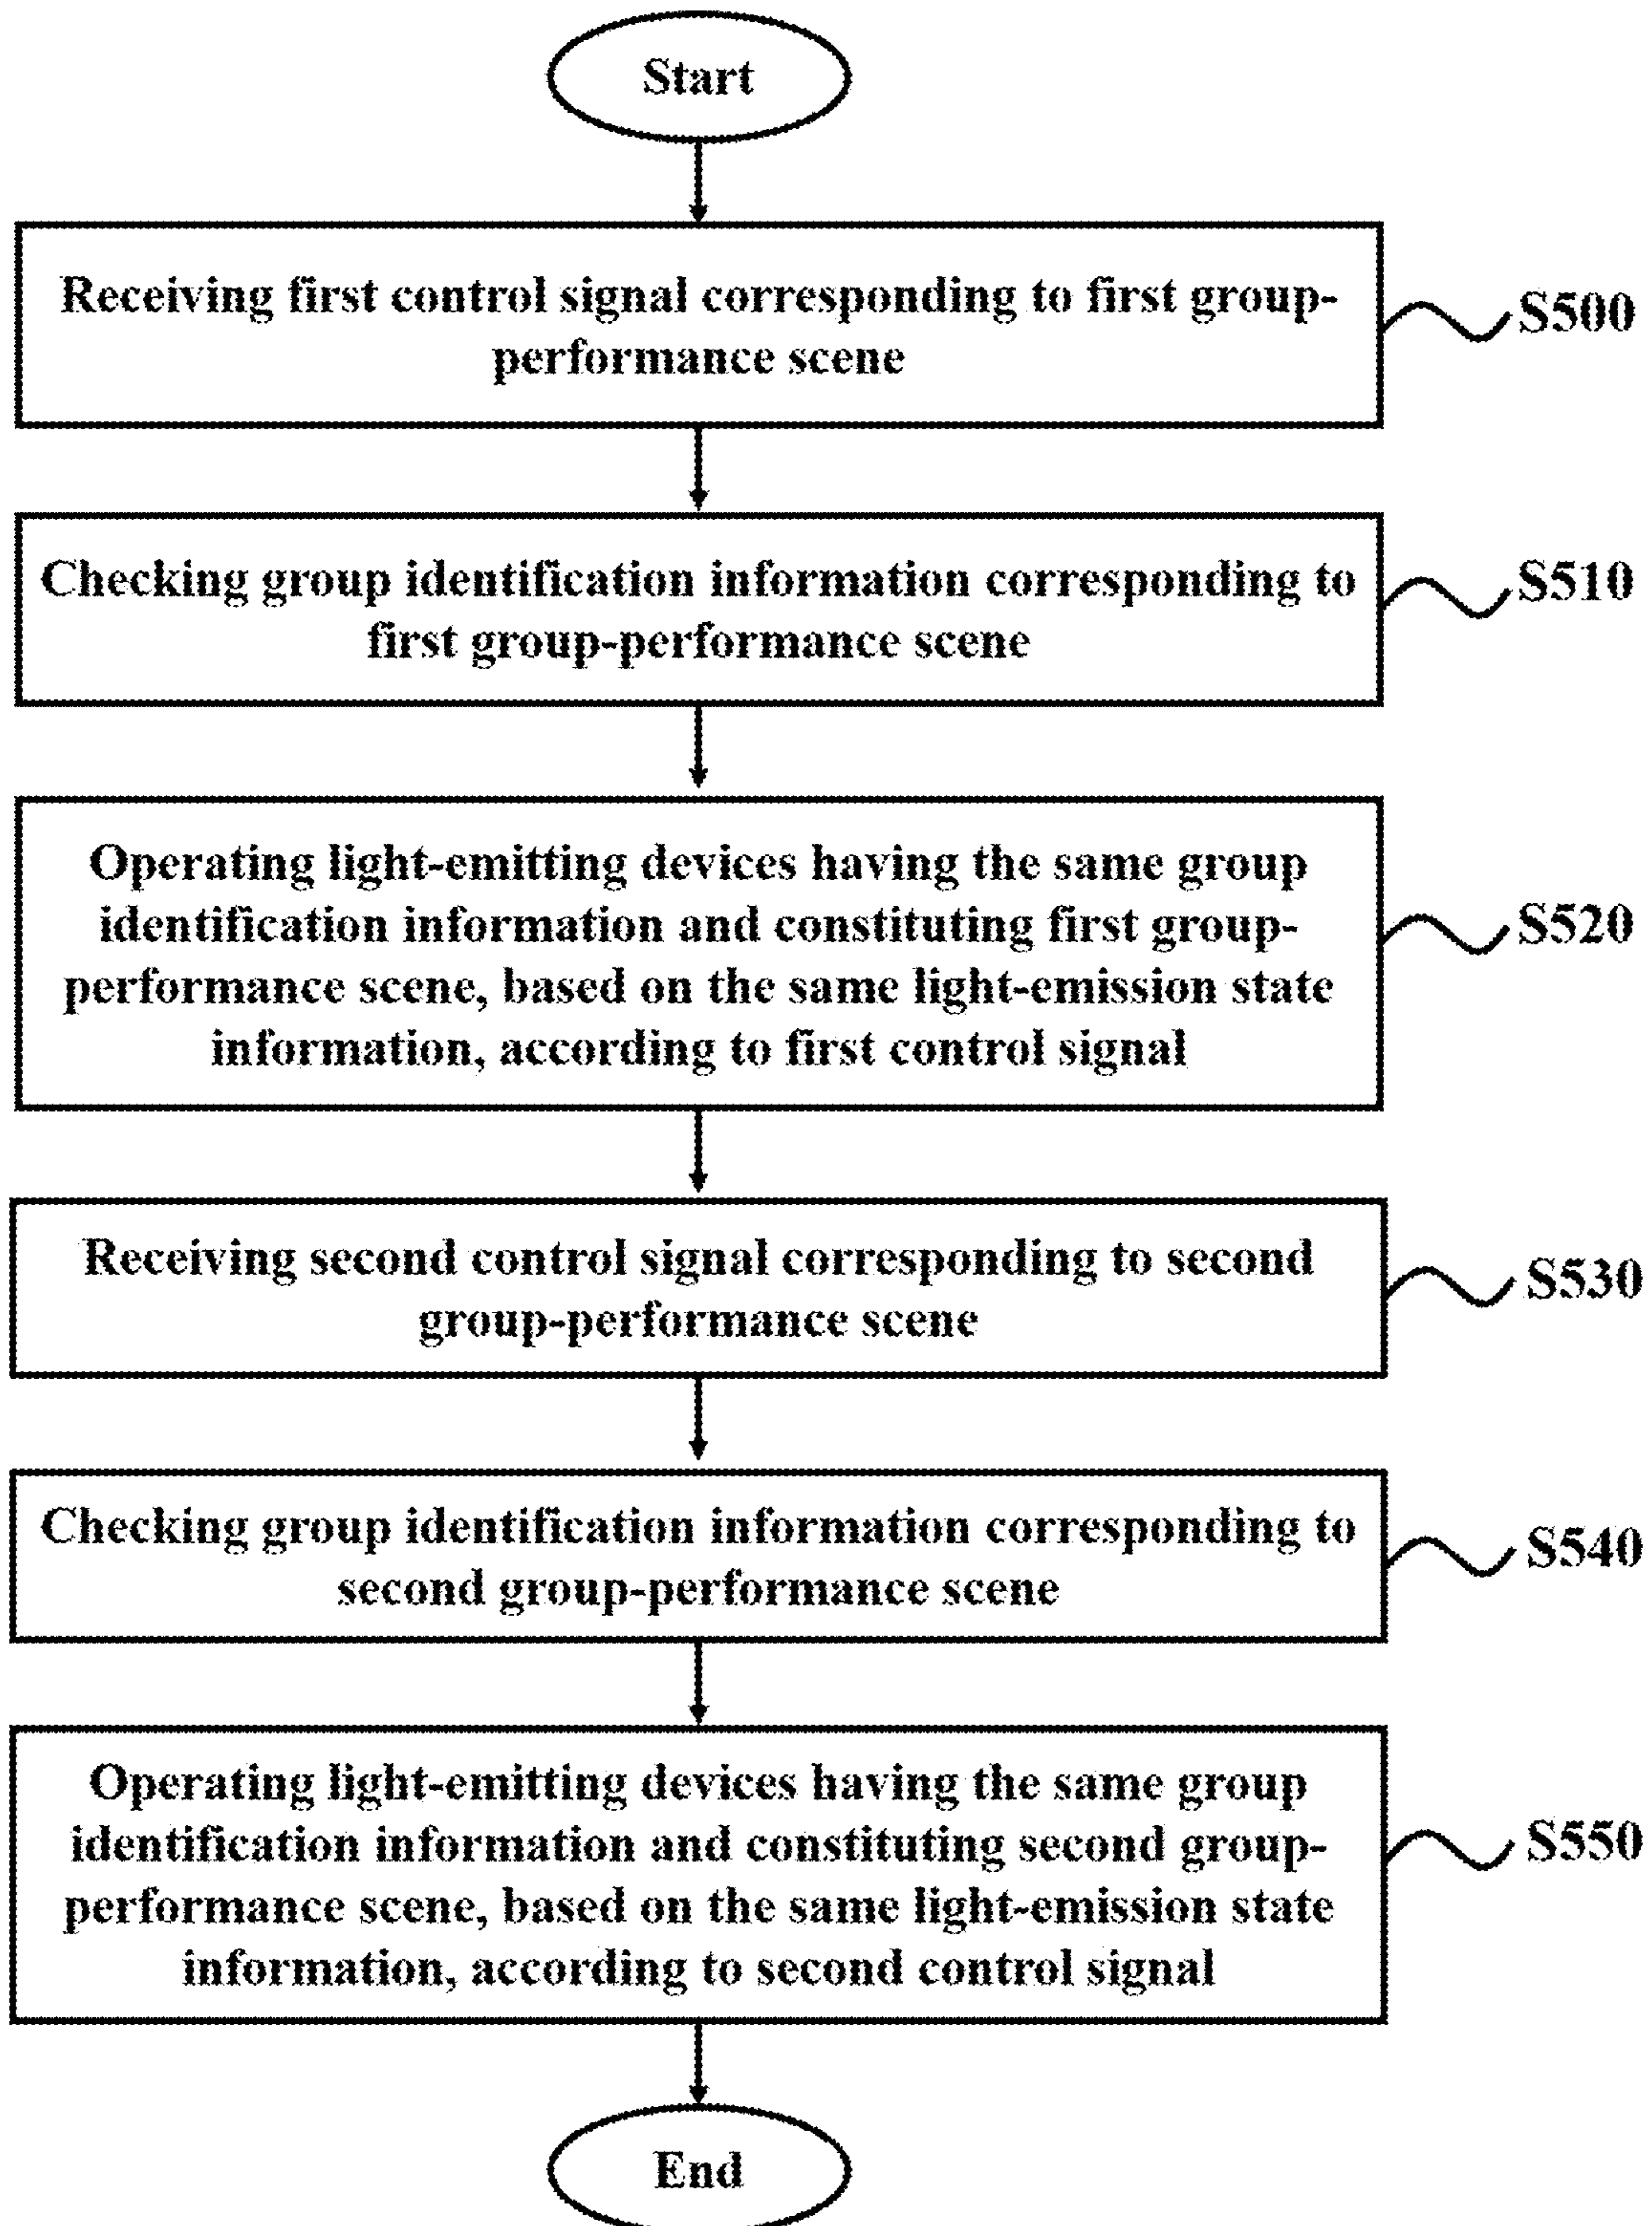 Start
Receiving first control signal corresponding to first group-
performance scene
S500
Checking group identification information corresponding to
first group-performance scene
S510
Operating light-emitting devices having the same group
identification information and constituting first group-
performance scene, based on the same light-emission state
information, according to first control signal
S520
Receiving second control signal corresponding to second
group-performance scene
S530
Checking group identification information corresponding to
second group-performance scene
S540
Operating light-emitting devices having the same group
identification information and constituting second group-
performance scene, based on the same light-emission state
information, according to second control signal
S550
End